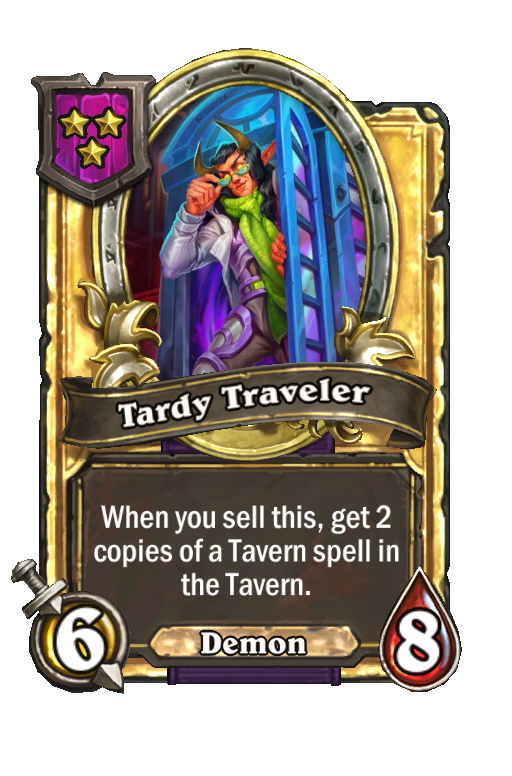 Tardy Traveler
When you sell this, get 2
copies of a Tavern spell in
the Tavern.
6
Demon
8